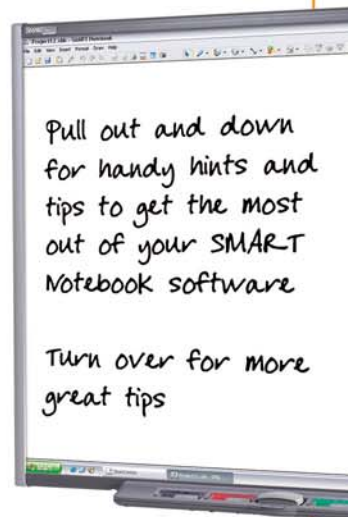 Pull out and down
for handy hints and
tips to get the most
out of your SMART
Notebook software
Turn over for more
great tips